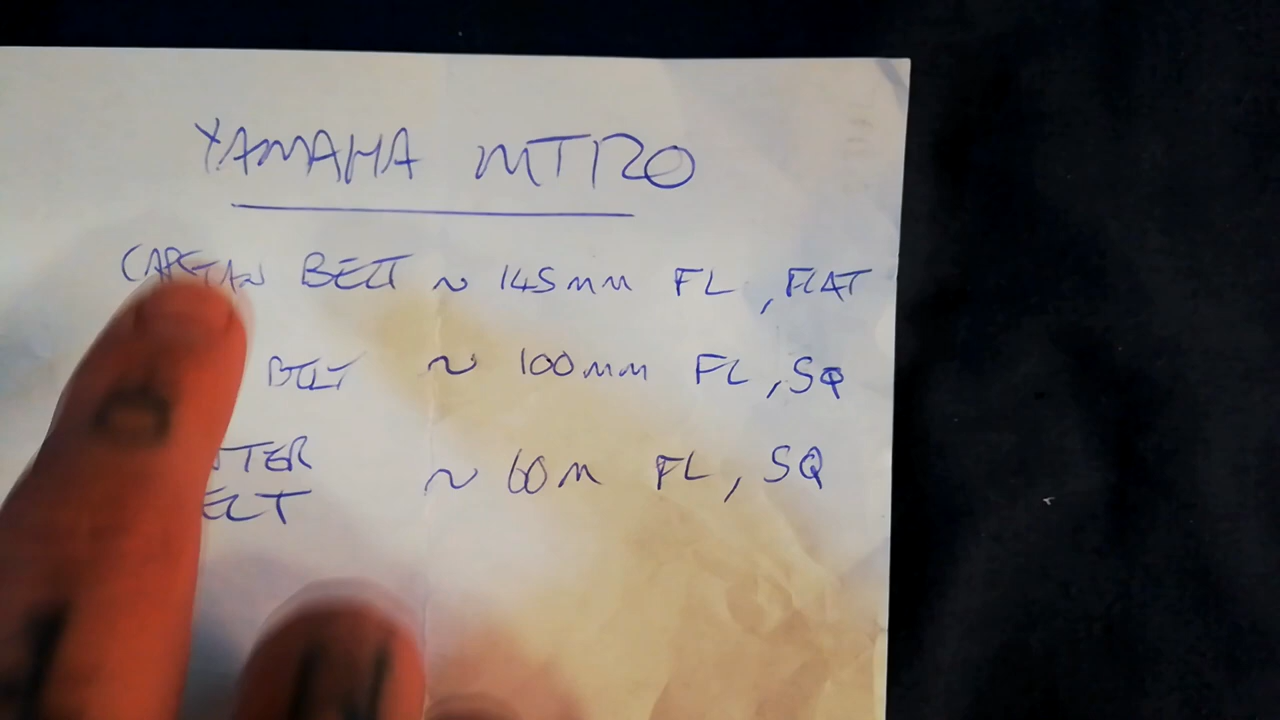 YAMAHA MT120
CAPSTAN BELT ~ 145mm FL, FLAT
BELT ~ 100mm FL, SQ
~ 60m FL, SQ